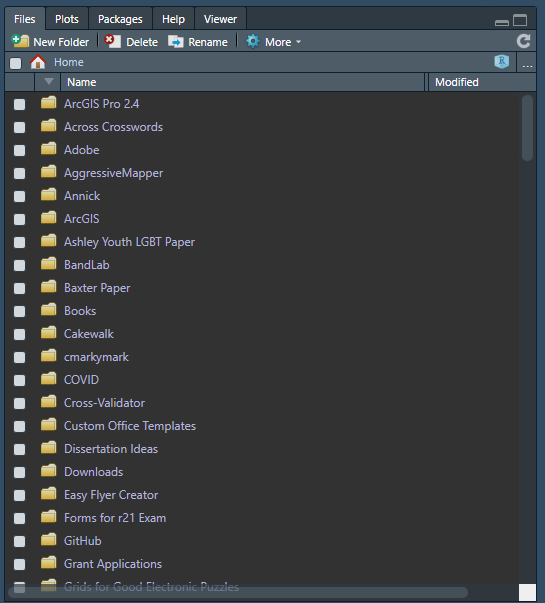 Files Plots Packages Help Viewer
New Folder Delete Rename More
Home ...
Name Modified
ArcGIS Pro 2.4
Across Crosswords
Adobe
AggressiveMapper
Annick
ArcGIS
Ashley Youth LGBT Paper
BandLab
Baxter Paper
Books
Cakewalk
cmarkymark
COVID
Cross-Validator
Custom Office Templates
Dissertation Ideas
Downloads
Easy Flyer Creator
Forms for r21 Exam
GitHub
Grant Applications
Grids for Good Electronic Puzzles